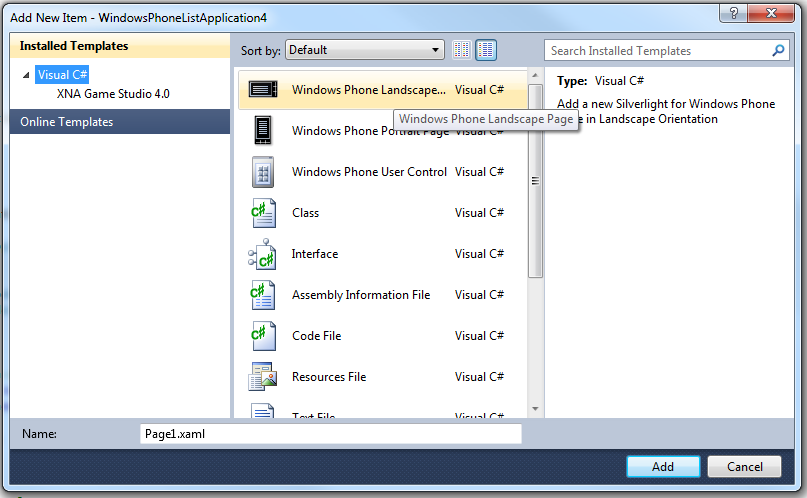 Add New Item - WindowsPhoneListApplication4
?
Installed Templates
Sort by: Default
Search Installed Templates
Visual C#
XNA Game Studio 4.0
Online Templates
Windows Phone Landscape... Visual C#
Windows Phone Landscape Page
Windows Phone Portrait Page Visual C#
Windows Phone User Control Visual C#
Class Visual C#
Interface Visual C#
Assembly Information File Visual C#
Code File Visual C#
Resources File Visual C#
Text File Visual C#
Type: Visual C#
Add a new Silverlight for Windows Phone
in Landscape Orientation
Name: Page1.xaml
Add Cancel